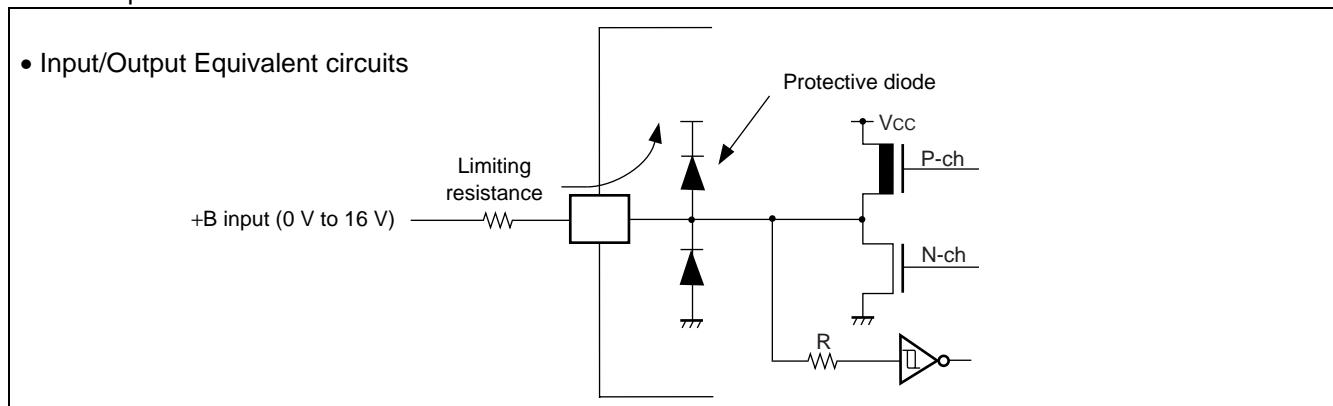 • Input/Output Equivalent circuits
Protective diode
VCC
Limiting
resistance
P-ch
+B input (0 V to 16 V)
N-ch
R